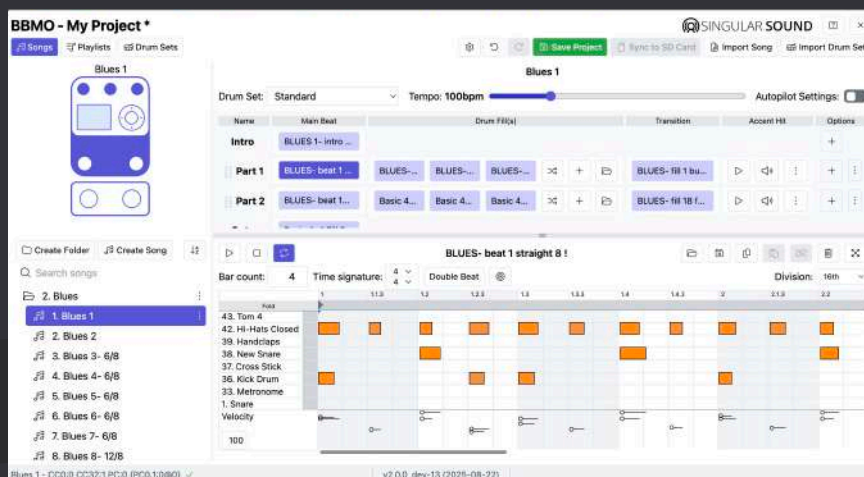 BBMO - My Project *
SINGULAR SOUND
Songs Playlists Drum Sets
Save Project Sync to SD Card Import Song Import Drum Set
Blues 1
Blues 1
Drum Set: Standard Tempo: 100bpm Autopilot Settings:
Name Main Beat Drum Fill(s) Transition Accent Hit Options
Intro BLUES 1- intro ...
Part 1 BLUES- beat 1 ... BLUES-... BLUES-... BLUES-... BLUES- fill 1 bu...
Part 2 BLUES- beat 1... Basic 4... Basic 4... Basic 4... BLUES- fill 18 f...
Create Folder Create Song
Search songs
2. Blues
1. Blues 1
2. Blues 2
3. Blues 3- 6/8
4. Blues 4- 6/8
5. Blues 5- 6/8
6. Blues 6- 6/8
7. Blues 7- 6/8
8. Blues 8- 12/8
BLUES- beat 1 straight 8 !
Bar count: 4 Time signature: 4 4 Double Beat Division: 16th
1 1.1.3 1.2 1.2.3 1.3 1.3.3 1.4 1.4.3 2 2.1.3 2.2
Fold
43. Tom 4
42. Hi-Hats Closed
39. Handclaps
38. New Snare
37. Cross Stick
36. Kick Drum
33. Metronome
1. Snare
Velocity
100
v2.0.0_dev-13 (2025-08-22)